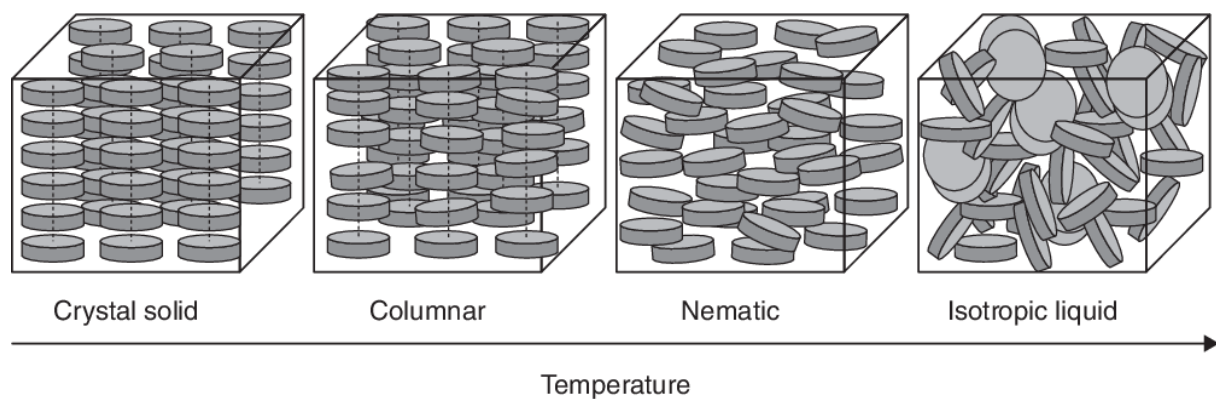 Crystal solid
Columnar
Nematic
Isotropic liquid
Temperature